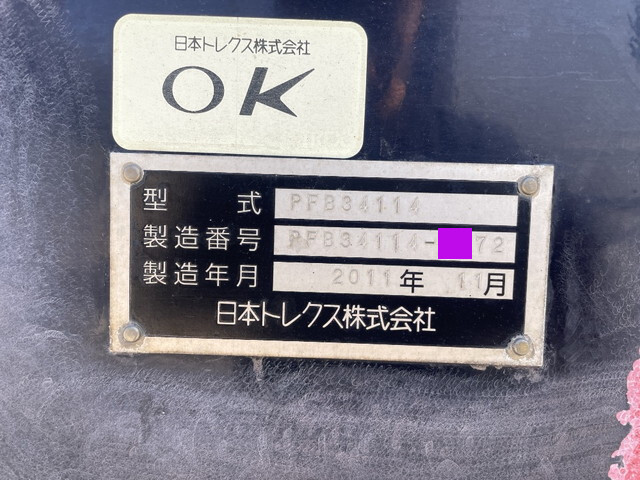 日本トレクス株式会社
OK
型式 PFB34114
製造番号 PFB34114-72
製造年月 2011年 11月
日本トレクス株式会社